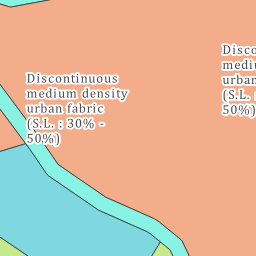 Discontinuous
medium density
urban fabric
(S.L. : 30% -
50%)
Disco
mediu
urban
(S.L. :
50%)